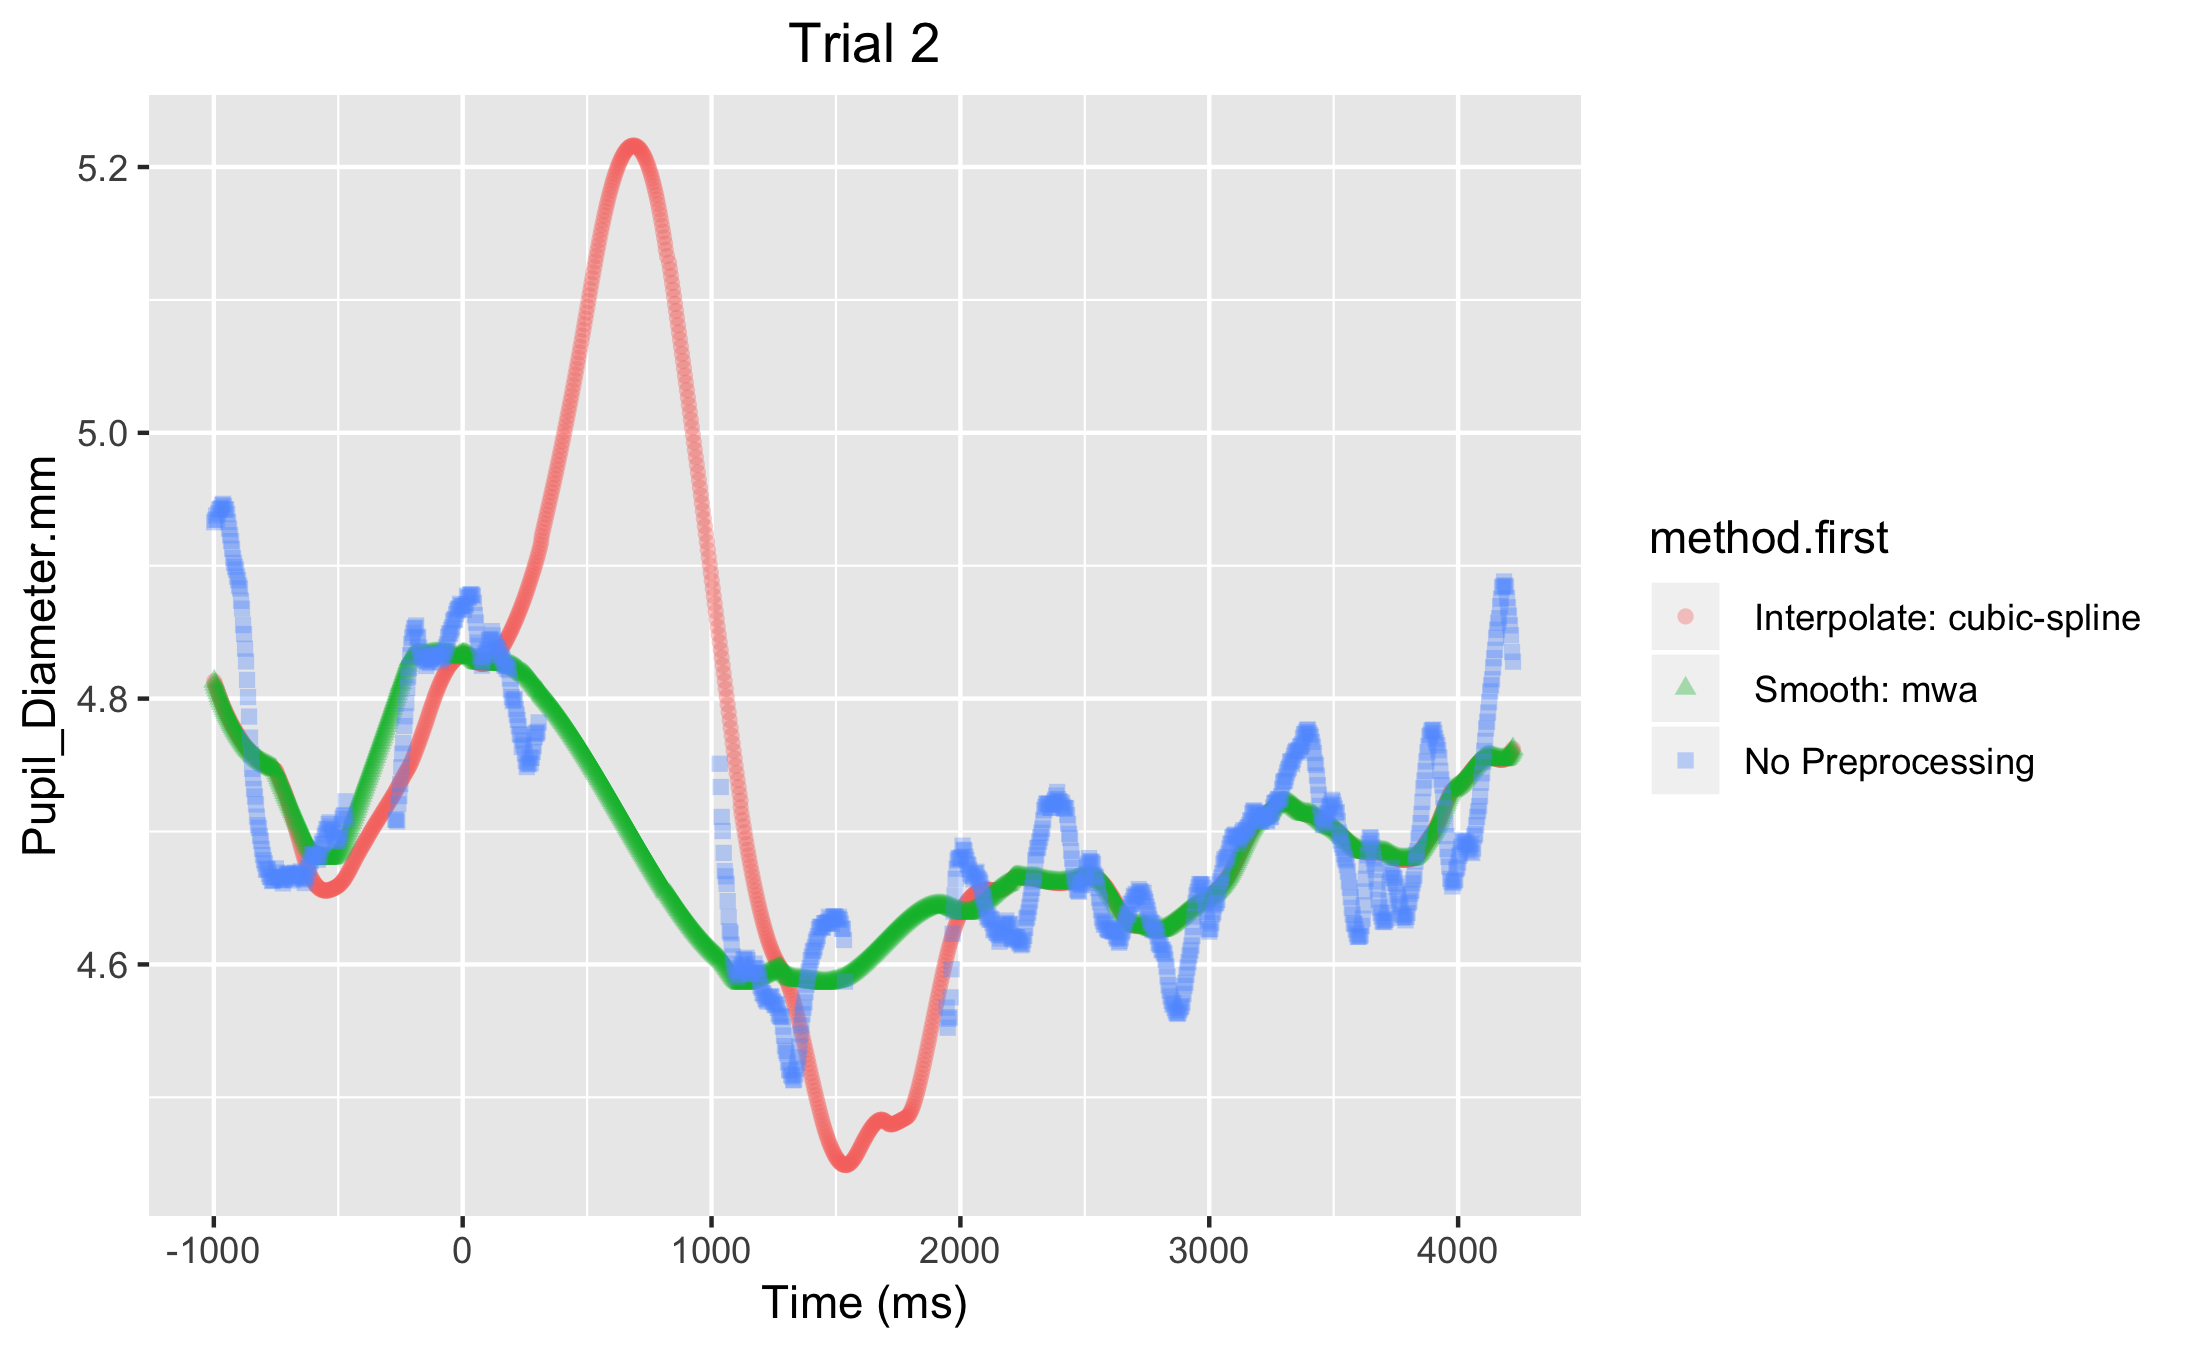 Trial 2
5.2
5.0
4.8
4.6
Pupil_Diameter.mm
-1000 0 1000 2000 3000 4000
Time (ms)
method.first
Interpolate: cubic-spline
Smooth: mwa
No Preprocessing